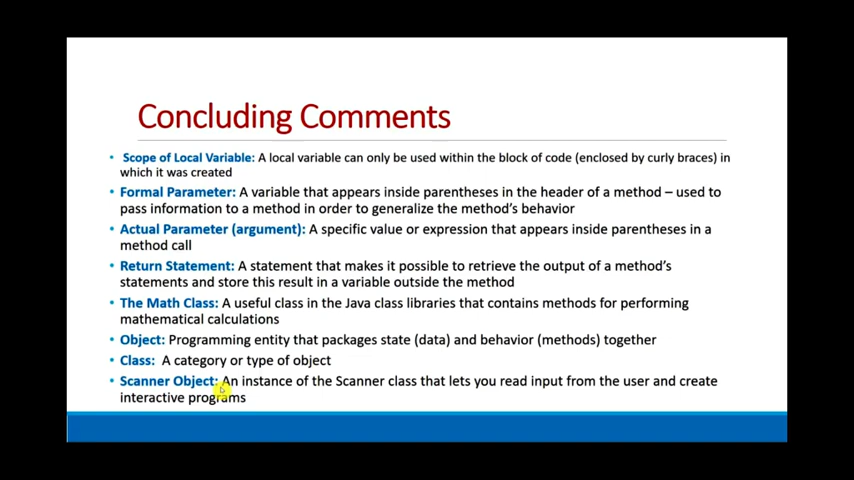 Concluding Comments
• Scope of Local Variable: A local variable can only be used within the block of code (enclosed by curly braces) in
which it was created
• Formal Parameter: A variable that appears inside parentheses in the header of a method – used to
pass information to a method in order to generalize the method's behavior
• Actual Parameter (argument): A specific value or expression that appears inside parentheses in a
method call
• Return Statement: A statement that makes it possible to retrieve the output of a method's
statements and store this result in a variable outside the method
• The Math Class: A useful class in the Java class libraries that contains methods for performing
mathematical calculations
• Object: Programming entity that packages state (data) and behavior (methods) together
• Class: A category or type of object
• Scanner Object: An instance of the Scanner class that lets you read input from the user and create
interactive programs